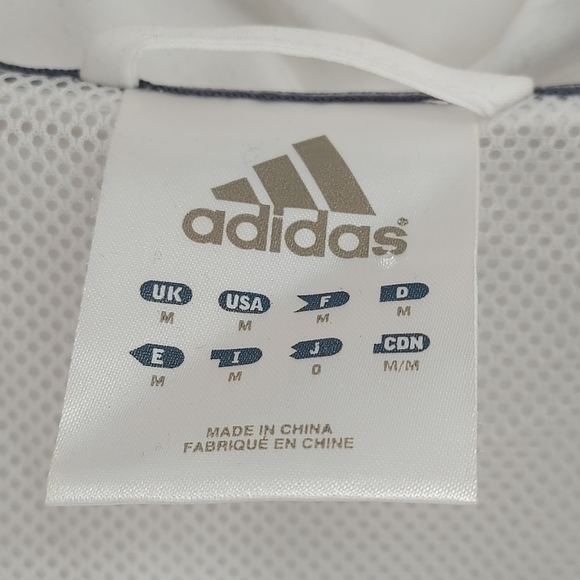 adidas®
UK USA F D
M M M M
E I J CDN
M M O M/M
MADE IN CHINA
FABRIQUÉ EN CHINE